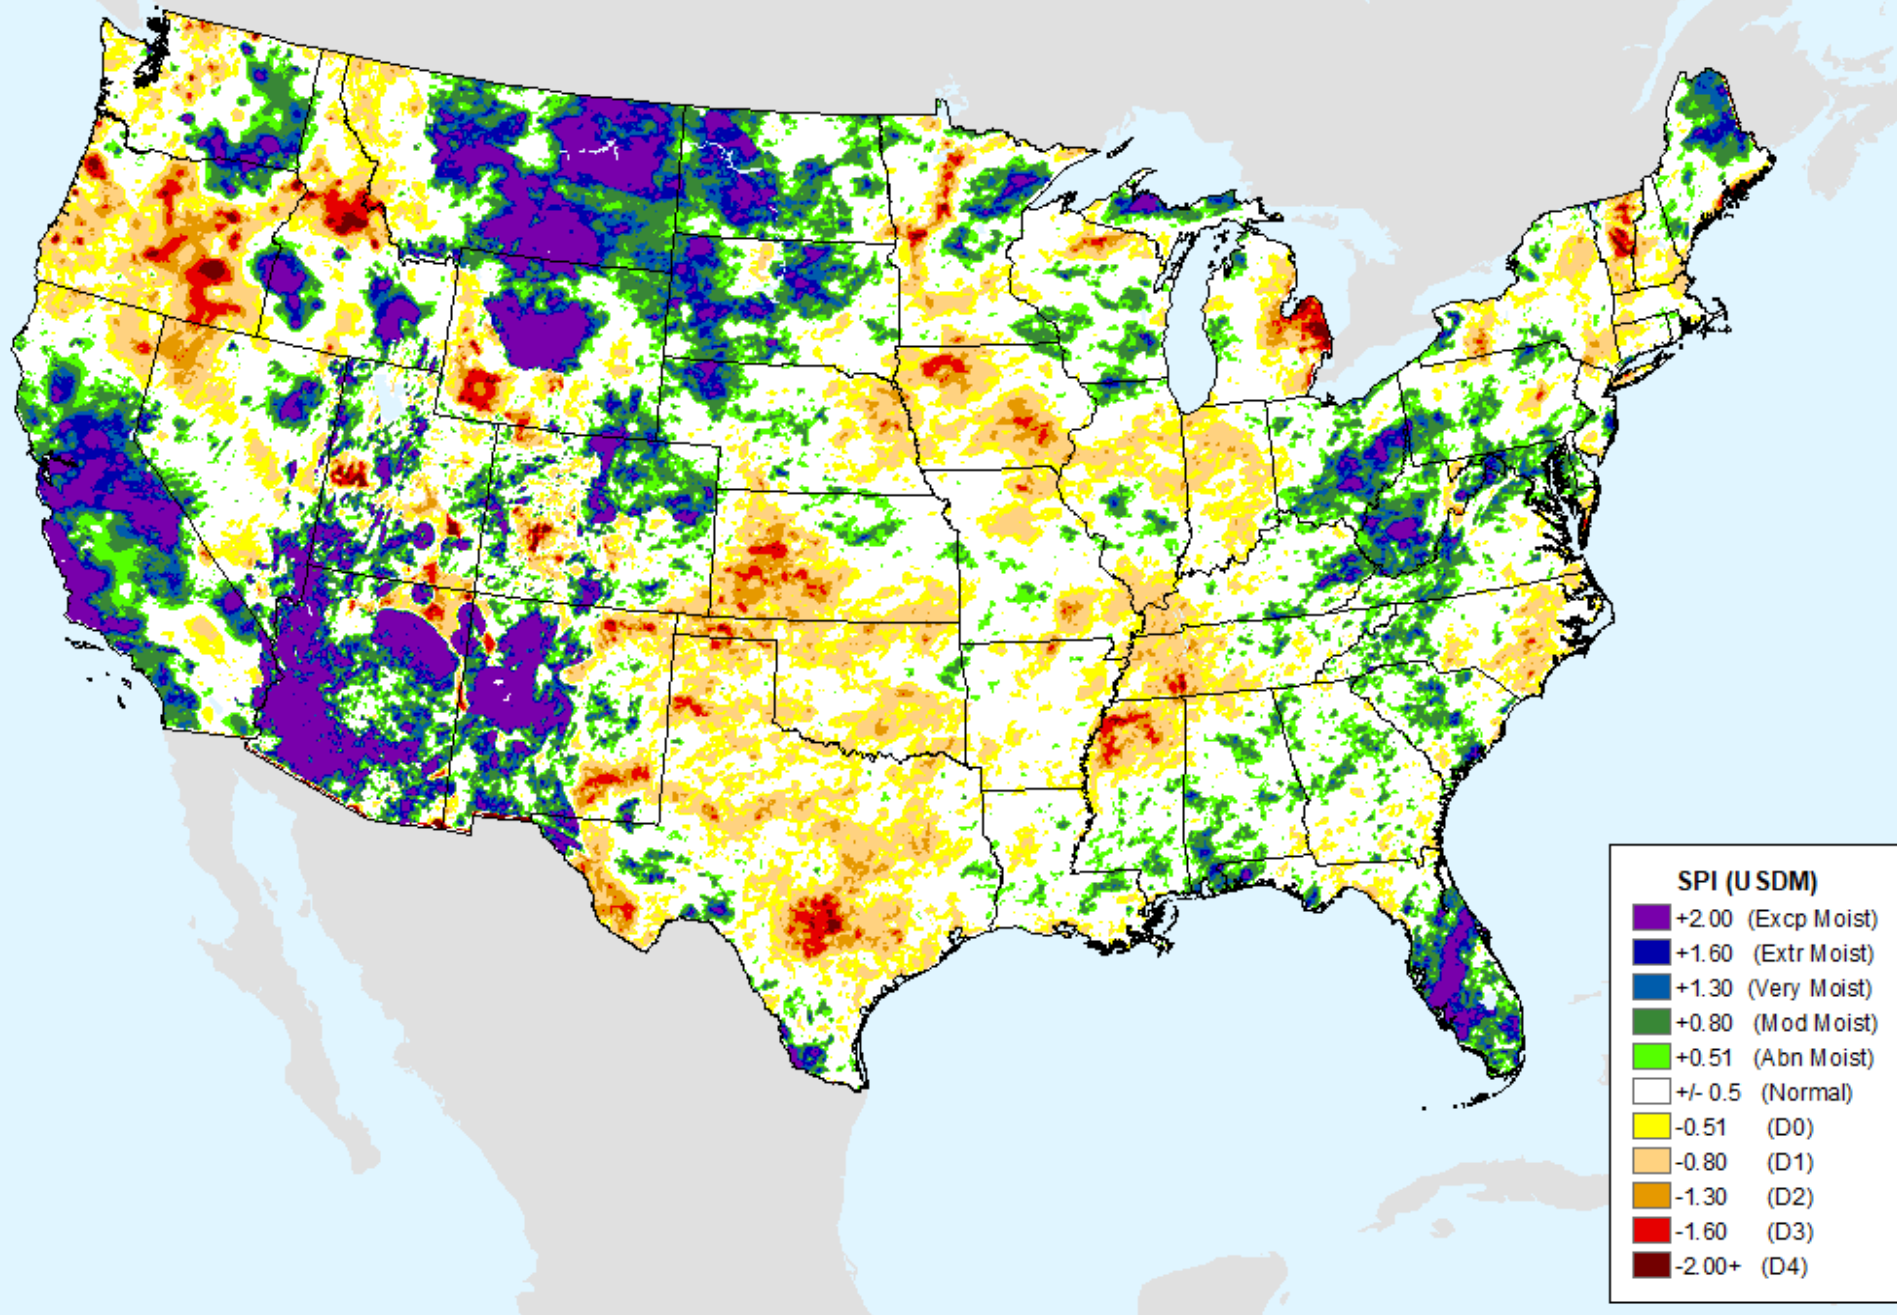 SPI (USDM)
+2.00 (Excp Moist)
+1.60 (Extr Moist)
+1.30 (Very Moist)
+0.80 (Mod Moist)
+0.51 (Abn Moist)
+/- 0.5 (Normal)
-0.51 (D0)
-0.80 (D1)
-1.30 (D2)
-1.60 (D3)
-2.00+ (D4)